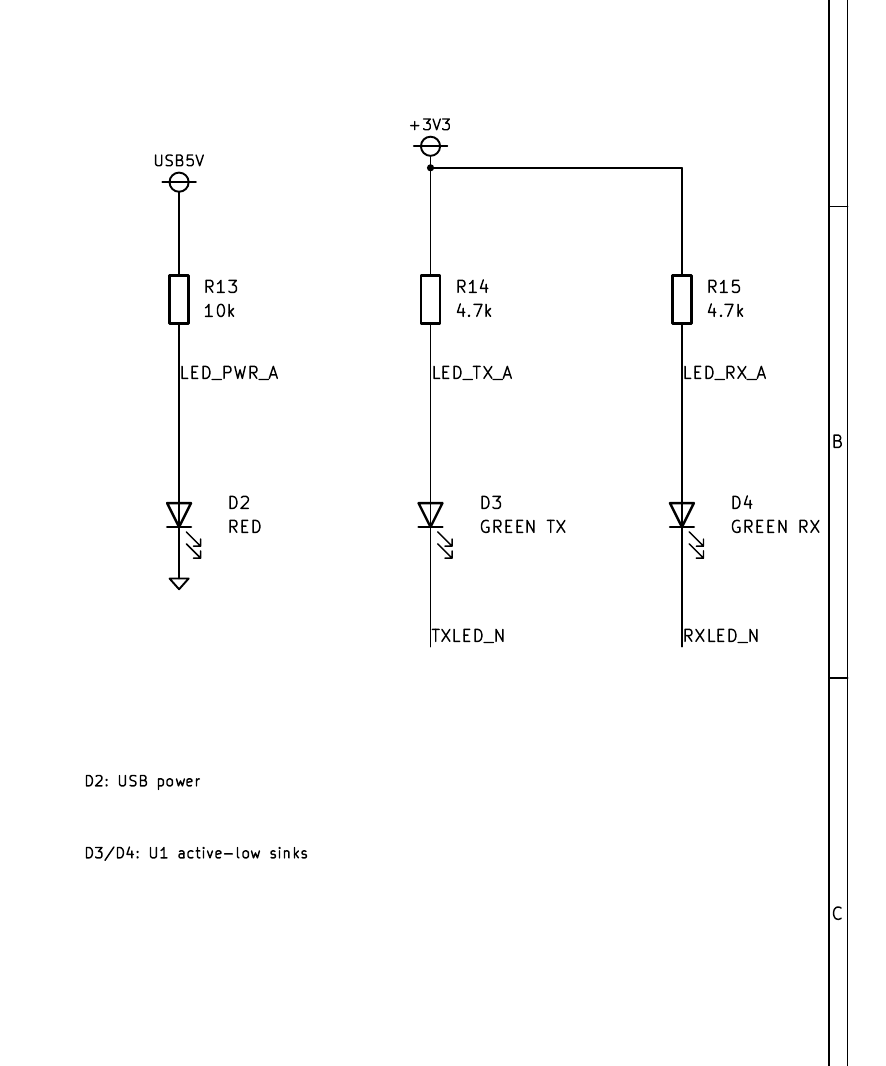 +3V3
USB5V
R13
10k
R14
4.7k
R15
4.7k
LED_PWR_A
LED_TX_A
LED_RX_A
B
D2
RED
D3
GREEN TX
D4
GREEN RX
TXLED_N
RXLED_N
D2: USB power
D3/D4: U1 active-low sinks
C